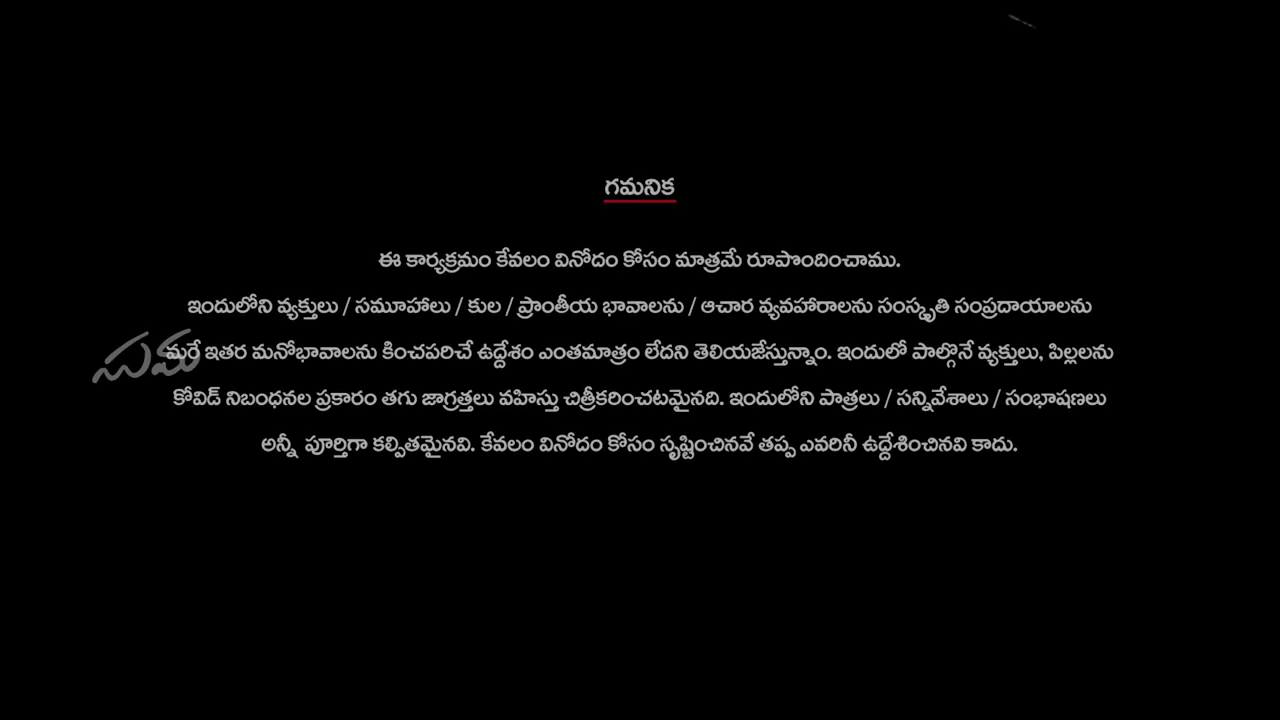 గమనిక
ఈ కార్యక్రమం కేవలం వినోదం కోసం మాత్రమే రూపొందించాము.
ఇందులోని వ్యక్తులు / సమూహాలు / కుల / ప్రాంతీయ భావాలను / ఆచార వ్యవహారాలను సంస్కృతి సంప్రదాయాలను
మరే ఇతర మనోభావాలను కించపరిచే ఉద్దేశం ఎంతమాత్రం లేదని తెలియజేస్తున్నాం. ఇందులో పాల్గొనే వ్యక్తులు, పిల్లలను
కోవిడ్ నిబంధనల ప్రకారం తగు జాగ్రత్తలు వహిస్తు చిత్రీకరించటమైనది. ఇందులోని పాత్రలు / సన్నివేశాలు / సంభాషణలు
అన్నీ పూర్తిగా కల్పితమైనవి. కేవలం వినోదం కోసం సృష్టించినవే తప్ప ఎవరినీ ఉద్దేశించినవి కాదు.